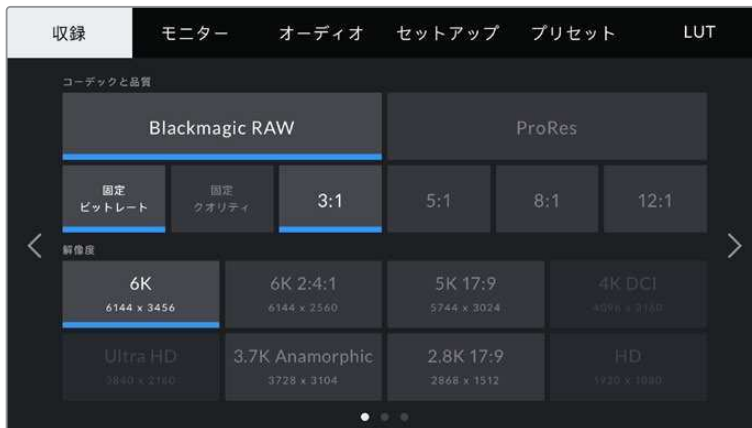 収録 モニター オーディオ セットアップ プリセット LUT
コーデックと品質
Blackmagic RAW ProRes
固定
ビットレート
固定
クオリティ
3:1 5:1 8:1 12:1
解像度
6K 6K 2:4:1 5K 17:9 4K DCI
6144 x 3456 6144 x 2560 5744 x 3024 4096 x 2160
Ultra HD 3.7K Anamorphic 2.8K 17:9 HD
3840 x 2160 3728 x 3104 2868 x 1512 1920 x 1080